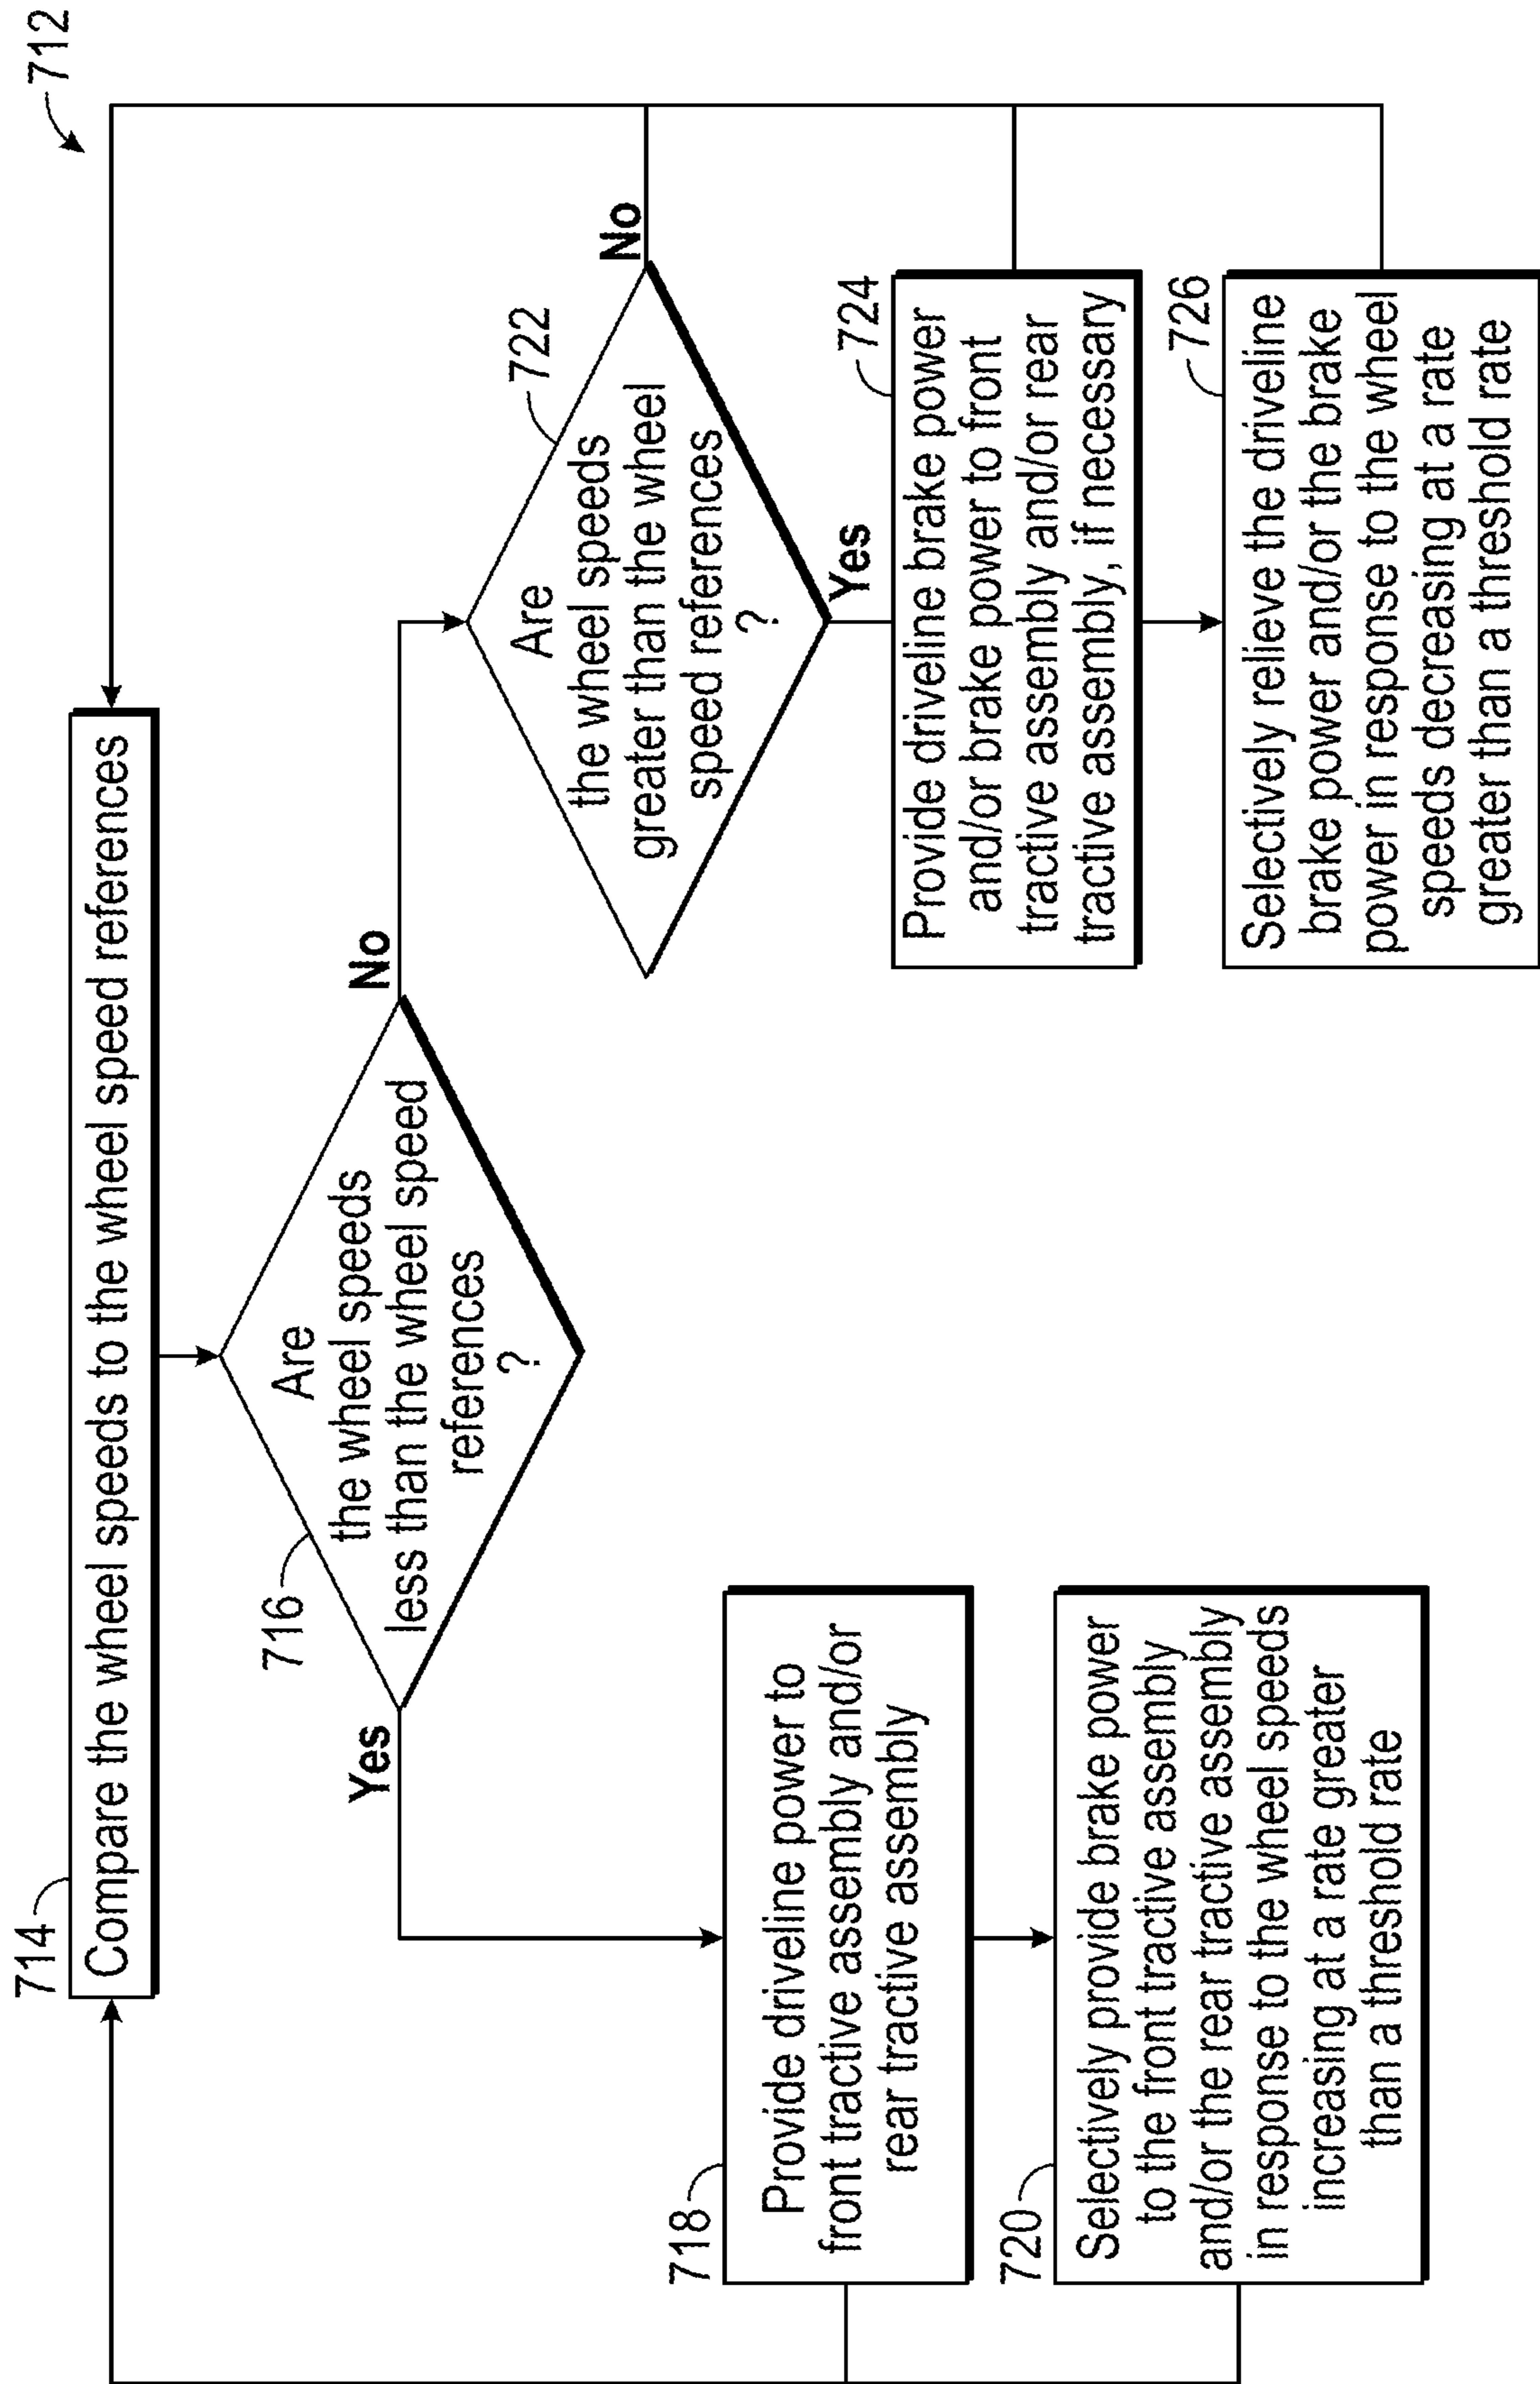 712
714
Compare the wheel speeds to the wheel speed references
716
Are
the wheel speeds
less than the wheel speed
references
?
Yes
No
718
Provide driveline power to
front tractive assembly and/or
rear tractive assembly
720
Selectively provide brake power
to the front tractive assembly
and/or the rear tractive assembly
in response to the wheel speeds
increasing at a rate greater
than a threshold rate
722
Are
the wheel speeds
greater than the wheel
speed references
?
No
Yes
724
Provide driveline brake power
and/or brake power to front
tractive assembly and/or rear
tractive assembly, if necessary
726
Selectively relieve the driveline
brake power and/or the brake
power in response to the wheel
speeds decreasing at a rate
greater than a threshold rate